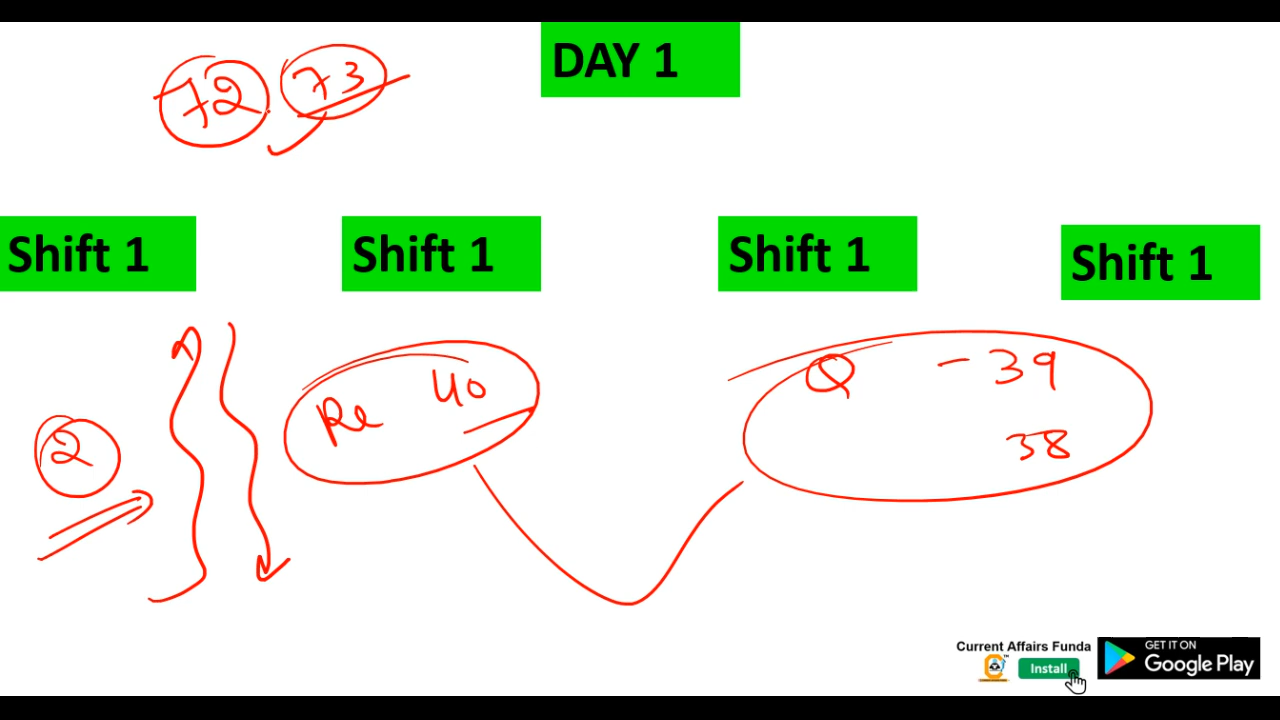 DAY 1
72 73
Shift 1 Shift 1 Shift 1 Shift 1
Re 40
Q - 39
38
2
Current Affairs Funda
Install
GET IT ON
Google Play